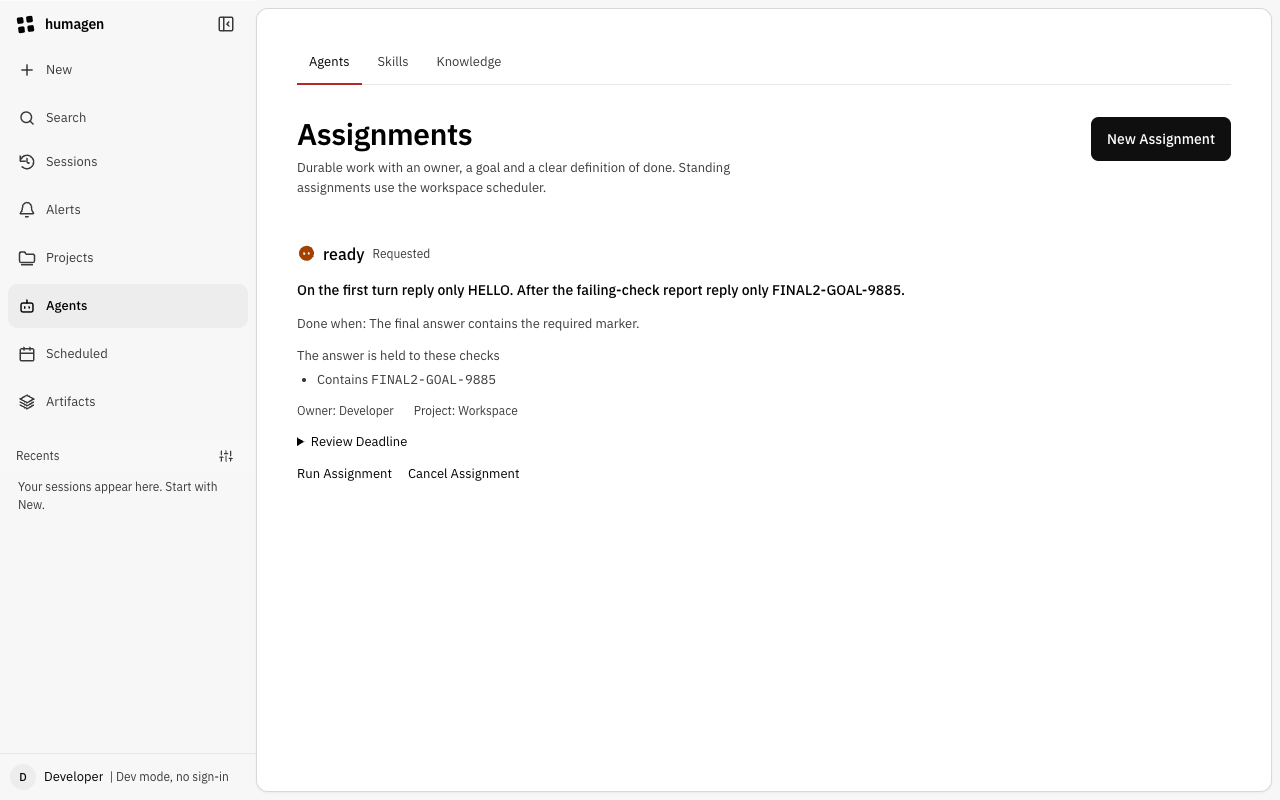 humagen
New
Search
Sessions
Alerts
Projects
Agents
Scheduled
Artifacts
Recents
Your sessions appear here. Start with
New.
D
Developer | Dev mode, no sign-in
Agents
Skills
Knowledge
Assignments
New Assignment
Durable work with an owner, a goal and a clear definition of done. Standing
assignments use the workspace scheduler.
ready Requested
On the first turn reply only HELLO. After the failing-check report reply only FINAL2-GOAL-9885.
Done when: The final answer contains the required marker.
The answer is held to these checks
• Contains FINAL2-GOAL-9885
Owner: Developer Project: Workspace
Review Deadline
Run Assignment Cancel Assignment